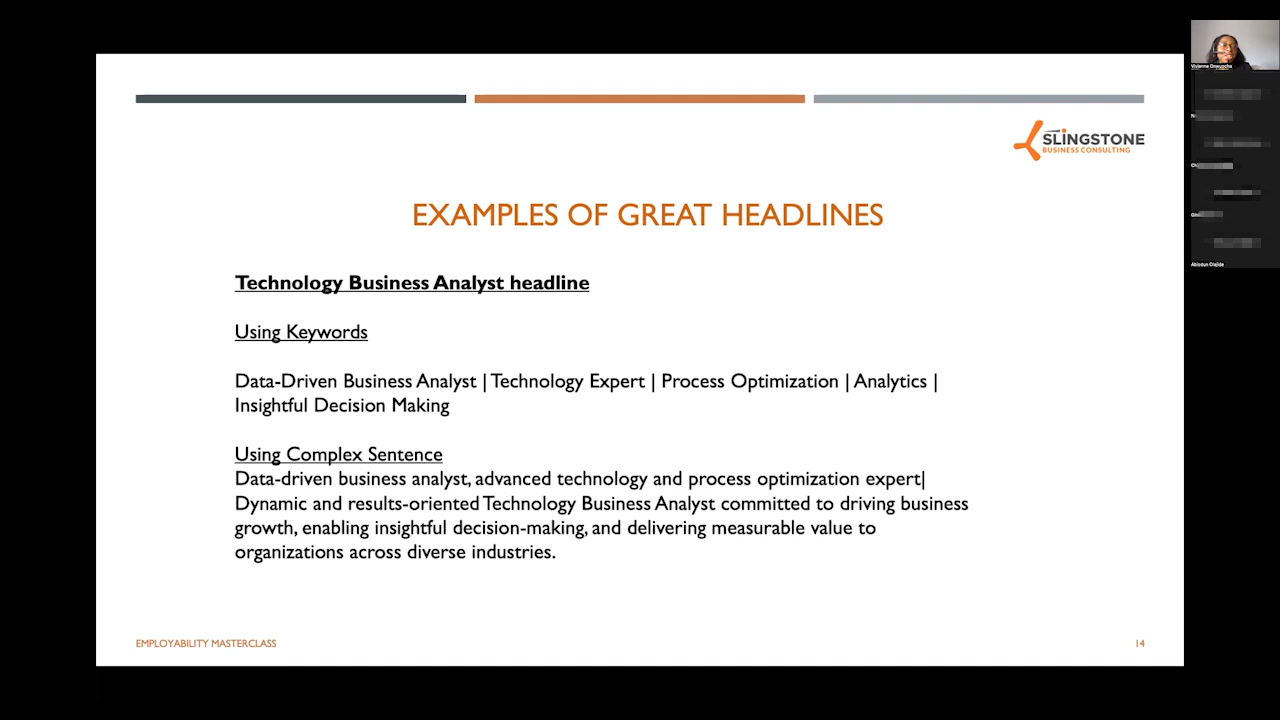 SLINGSTONE
BUSINESS CONSULTING
EXAMPLES OF GREAT HEADLINES
Technology Business Analyst headline
Using Keywords
Data-Driven Business Analyst | Technology Expert | Process Optimization | Analytics |
Insightful Decision Making
Using Complex Sentence
Data-driven business analyst, advanced technology and process optimization expert|
Dynamic and results-oriented Technology Business Analyst committed to driving business
growth, enabling insightful decision-making, and delivering measurable value to
organizations across diverse industries.
EMPLOYABILITY MASTERCLASS
14
Abiodun Olajide